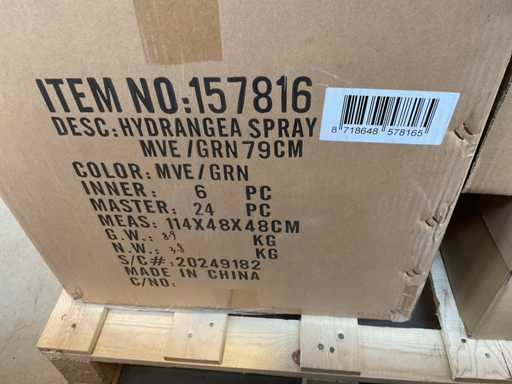 ITEM NO.:157816
DESC.:HYDRANGEA SPRAY
MVE/GRN 79CM
COLOR: MVE/GRN
INNER: 6 PC
MASTER: 24 PC
MEAS: 114X48X48CM
G.W.: KG
N.W.: KG
S/C#: 20249182
MADE IN CHINA
C/NO:
8 718648 578165